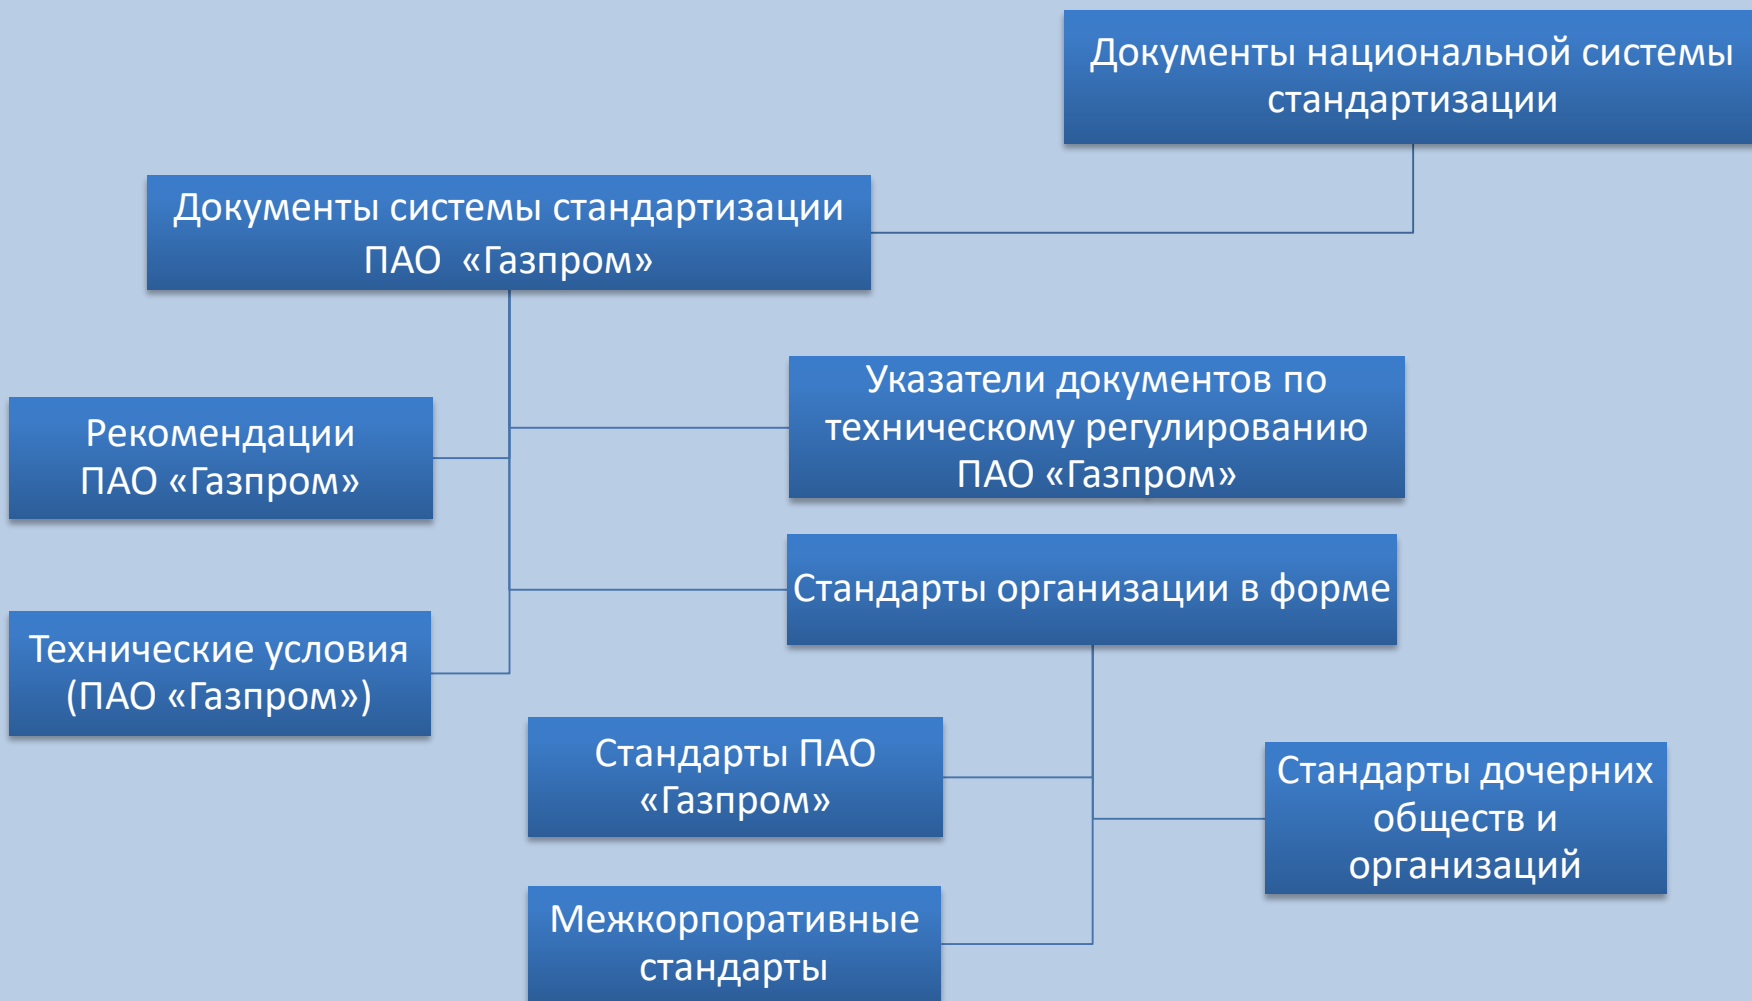 Документы национальной системы
стандартизации
Документы системы стандартизации
ПАО «Газпром»
Указатели документов по
техническому регулированию
ПАО «Газпром»
Рекомендации
ПАО «Газпром»
Стандарты организации в форме
Технические условия
(ПАО «Газпром»)
Стандарты ПАО
«Газпром»
Стандарты дочерних
обществ и
организаций
Межкорпоративные
стандарты